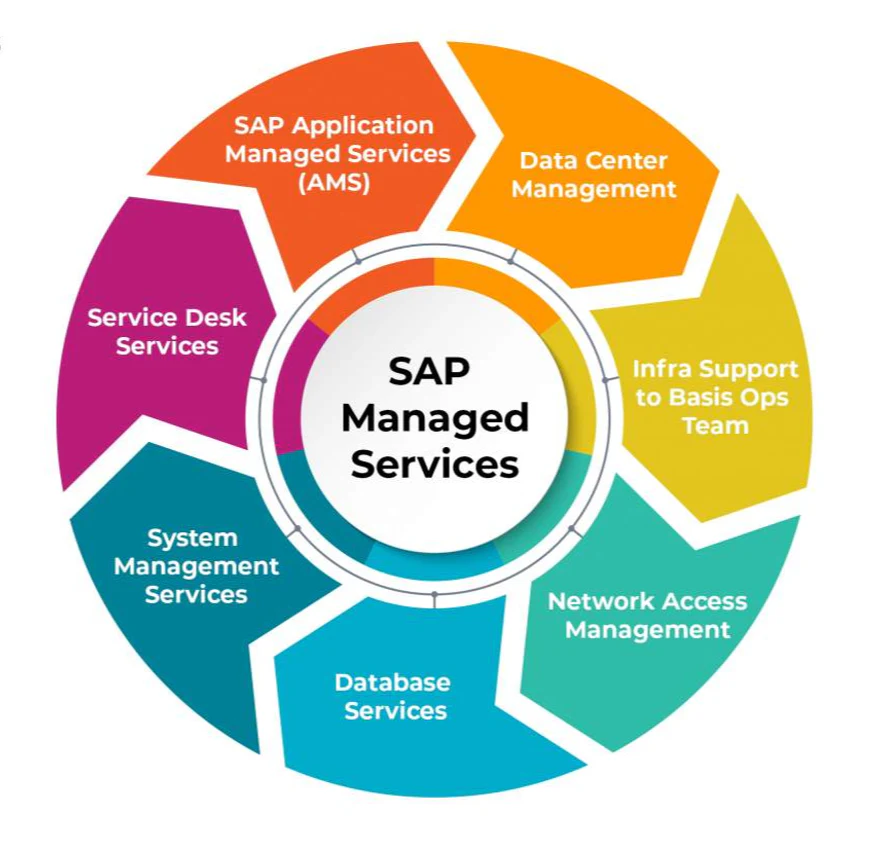 SAP Application
Managed Services
(AMS)
Data Center
Management
Infra Support
to Basis Ops
Team
Network Access
Management
Database
Services
System
Management
Services
Service Desk
Services
SAP
Managed
Services